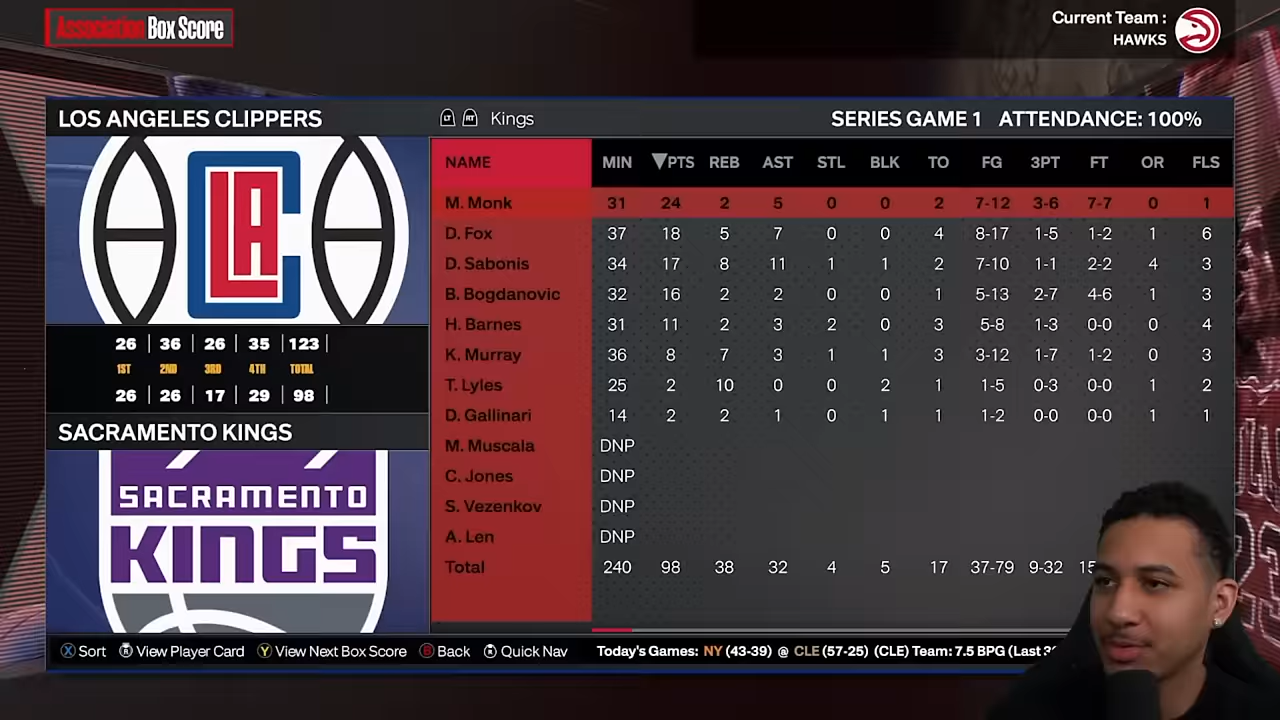 Association Box Score
Current Team :
HAWKS
LOS ANGELES CLIPPERS
LT RT Kings
SERIES GAME 1 ATTENDANCE: 100%
LA
26 36 26 35 123
1ST 2ND 3RD 4TH TOTAL
26 26 17 29 98
SACRAMENTO KINGS
SACRAMENTO
KINGS
NAME MIN ▼PTS REB AST STL BLK TO FG 3PT FT OR FLS
M. Monk 31 24 2 5 0 0 2 7-12 3-6 7-7 0 1
D. Fox 37 18 5 7 0 0 4 8-17 1-5 1-2 1 6
D. Sabonis 34 17 8 11 1 1 2 7-10 1-1 2-2 4 3
B. Bogdanovic 32 16 2 2 0 0 1 5-13 2-7 4-6 1 3
H. Barnes 31 11 2 3 2 0 3 5-8 1-3 0-0 0 4
K. Murray 36 8 7 3 1 1 3 3-12 1-7 1-2 0 3
T. Lyles 25 2 10 0 0 2 1 1-5 0-3 0-0 1 2
D. Gallinari 14 2 2 1 0 1 1 1-2 0-0 0-0 1 1
M. Muscala DNP
C. Jones DNP
S. Vezenkov DNP
A. Len DNP
Total 240 98 38 32 4 5 17 37-79 9-32 15
X Sort R View Player Card Y View Next Box Score B Back Quick Nav
Today's Games: NY (43-39) @ CLE (57-25) (CLE) Team: 7.5 BPG (Last